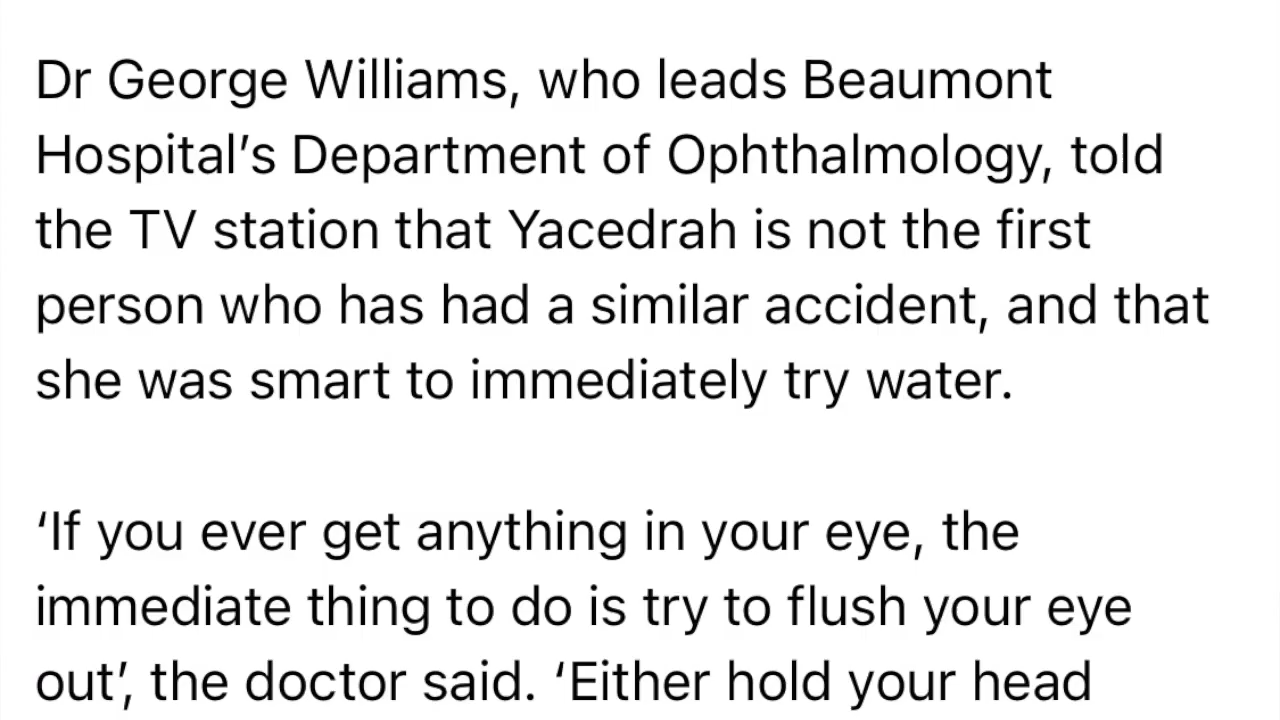 Dr George Williams, who leads Beaumont
Hospital’s Department of Ophthalmology, told
the TV station that Yacedrah is not the first
person who has had a similar accident, and that
she was smart to immediately try water.
‘If you ever get anything in your eye, the
immediate thing to do is try to flush your eye
out’, the doctor said. ‘Either hold your head